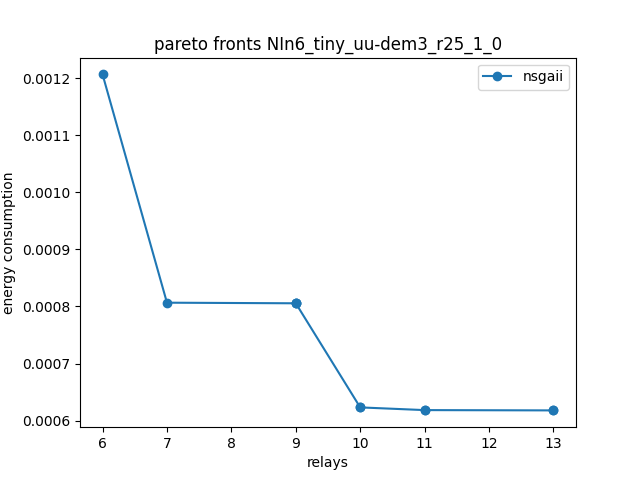 pareto fronts NIn6_tiny_uu-dem3_r25_1_0
nsgaii
0.0012
0.0011
0.0010
0.0009
0.0008
0.0007
0.0006
energy consumption
6 7 8 9 10 11 12 13
relays